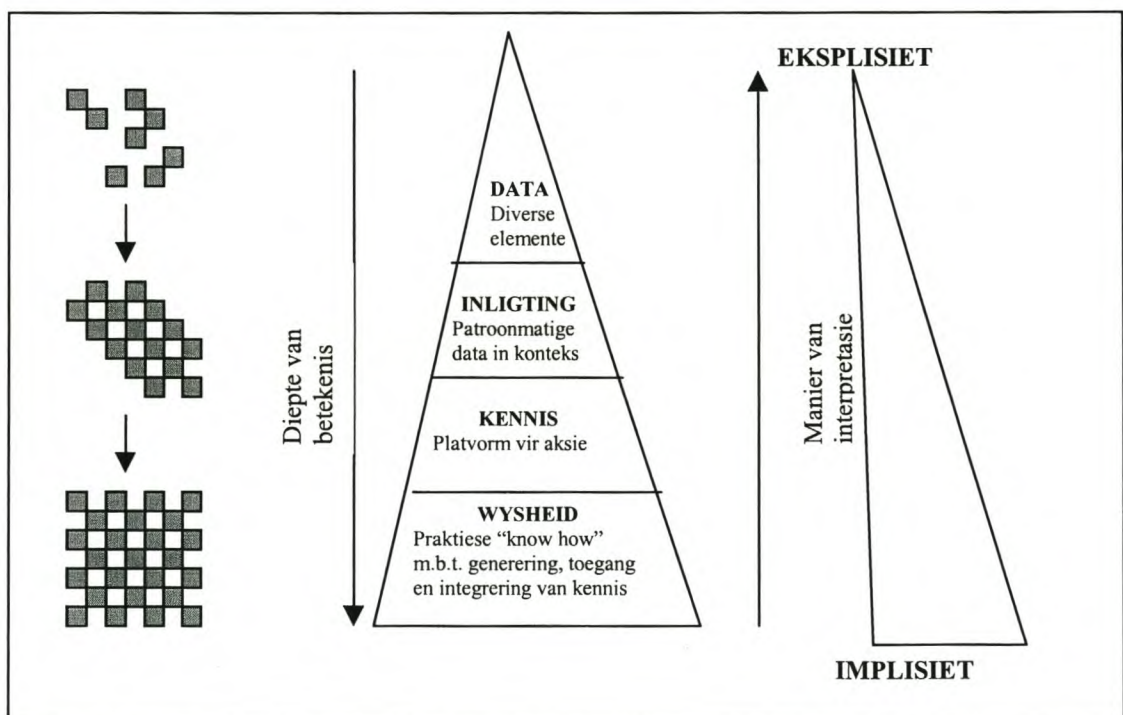 EKSPLISIET
DATA
Diverse
elemente
INLIGTING
Patroonmatige
data in konteks
KENNIS
Platvorm vir aksie
WYSHEID
Praktiese “know how”
m.b.t. generering, toegang
en integrering van kennis
Diepte van
betekenis
Manier van
interpretasie
IMPLISIET